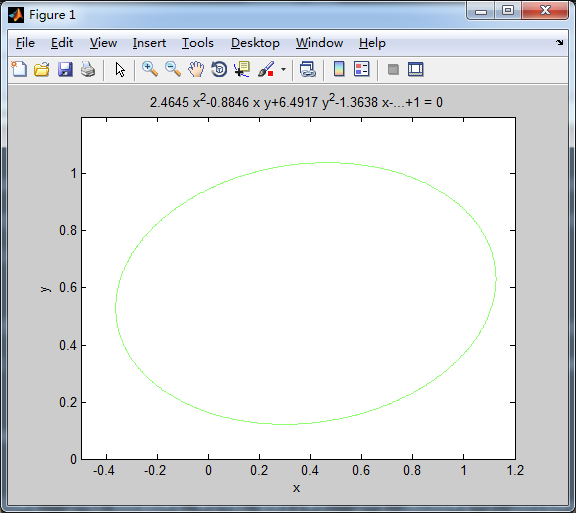 Figure 1
File Edit View Insert Tools Desktop Window Help
2.4645 x2-0.8846 x y+6.4917 y2-1.3638 x-...+1 = 0
1
0.8
0.6
y
0.4
0.2
0
-0.4 -0.2 0 0.2 0.4 0.6 0.8 1 1.2
x